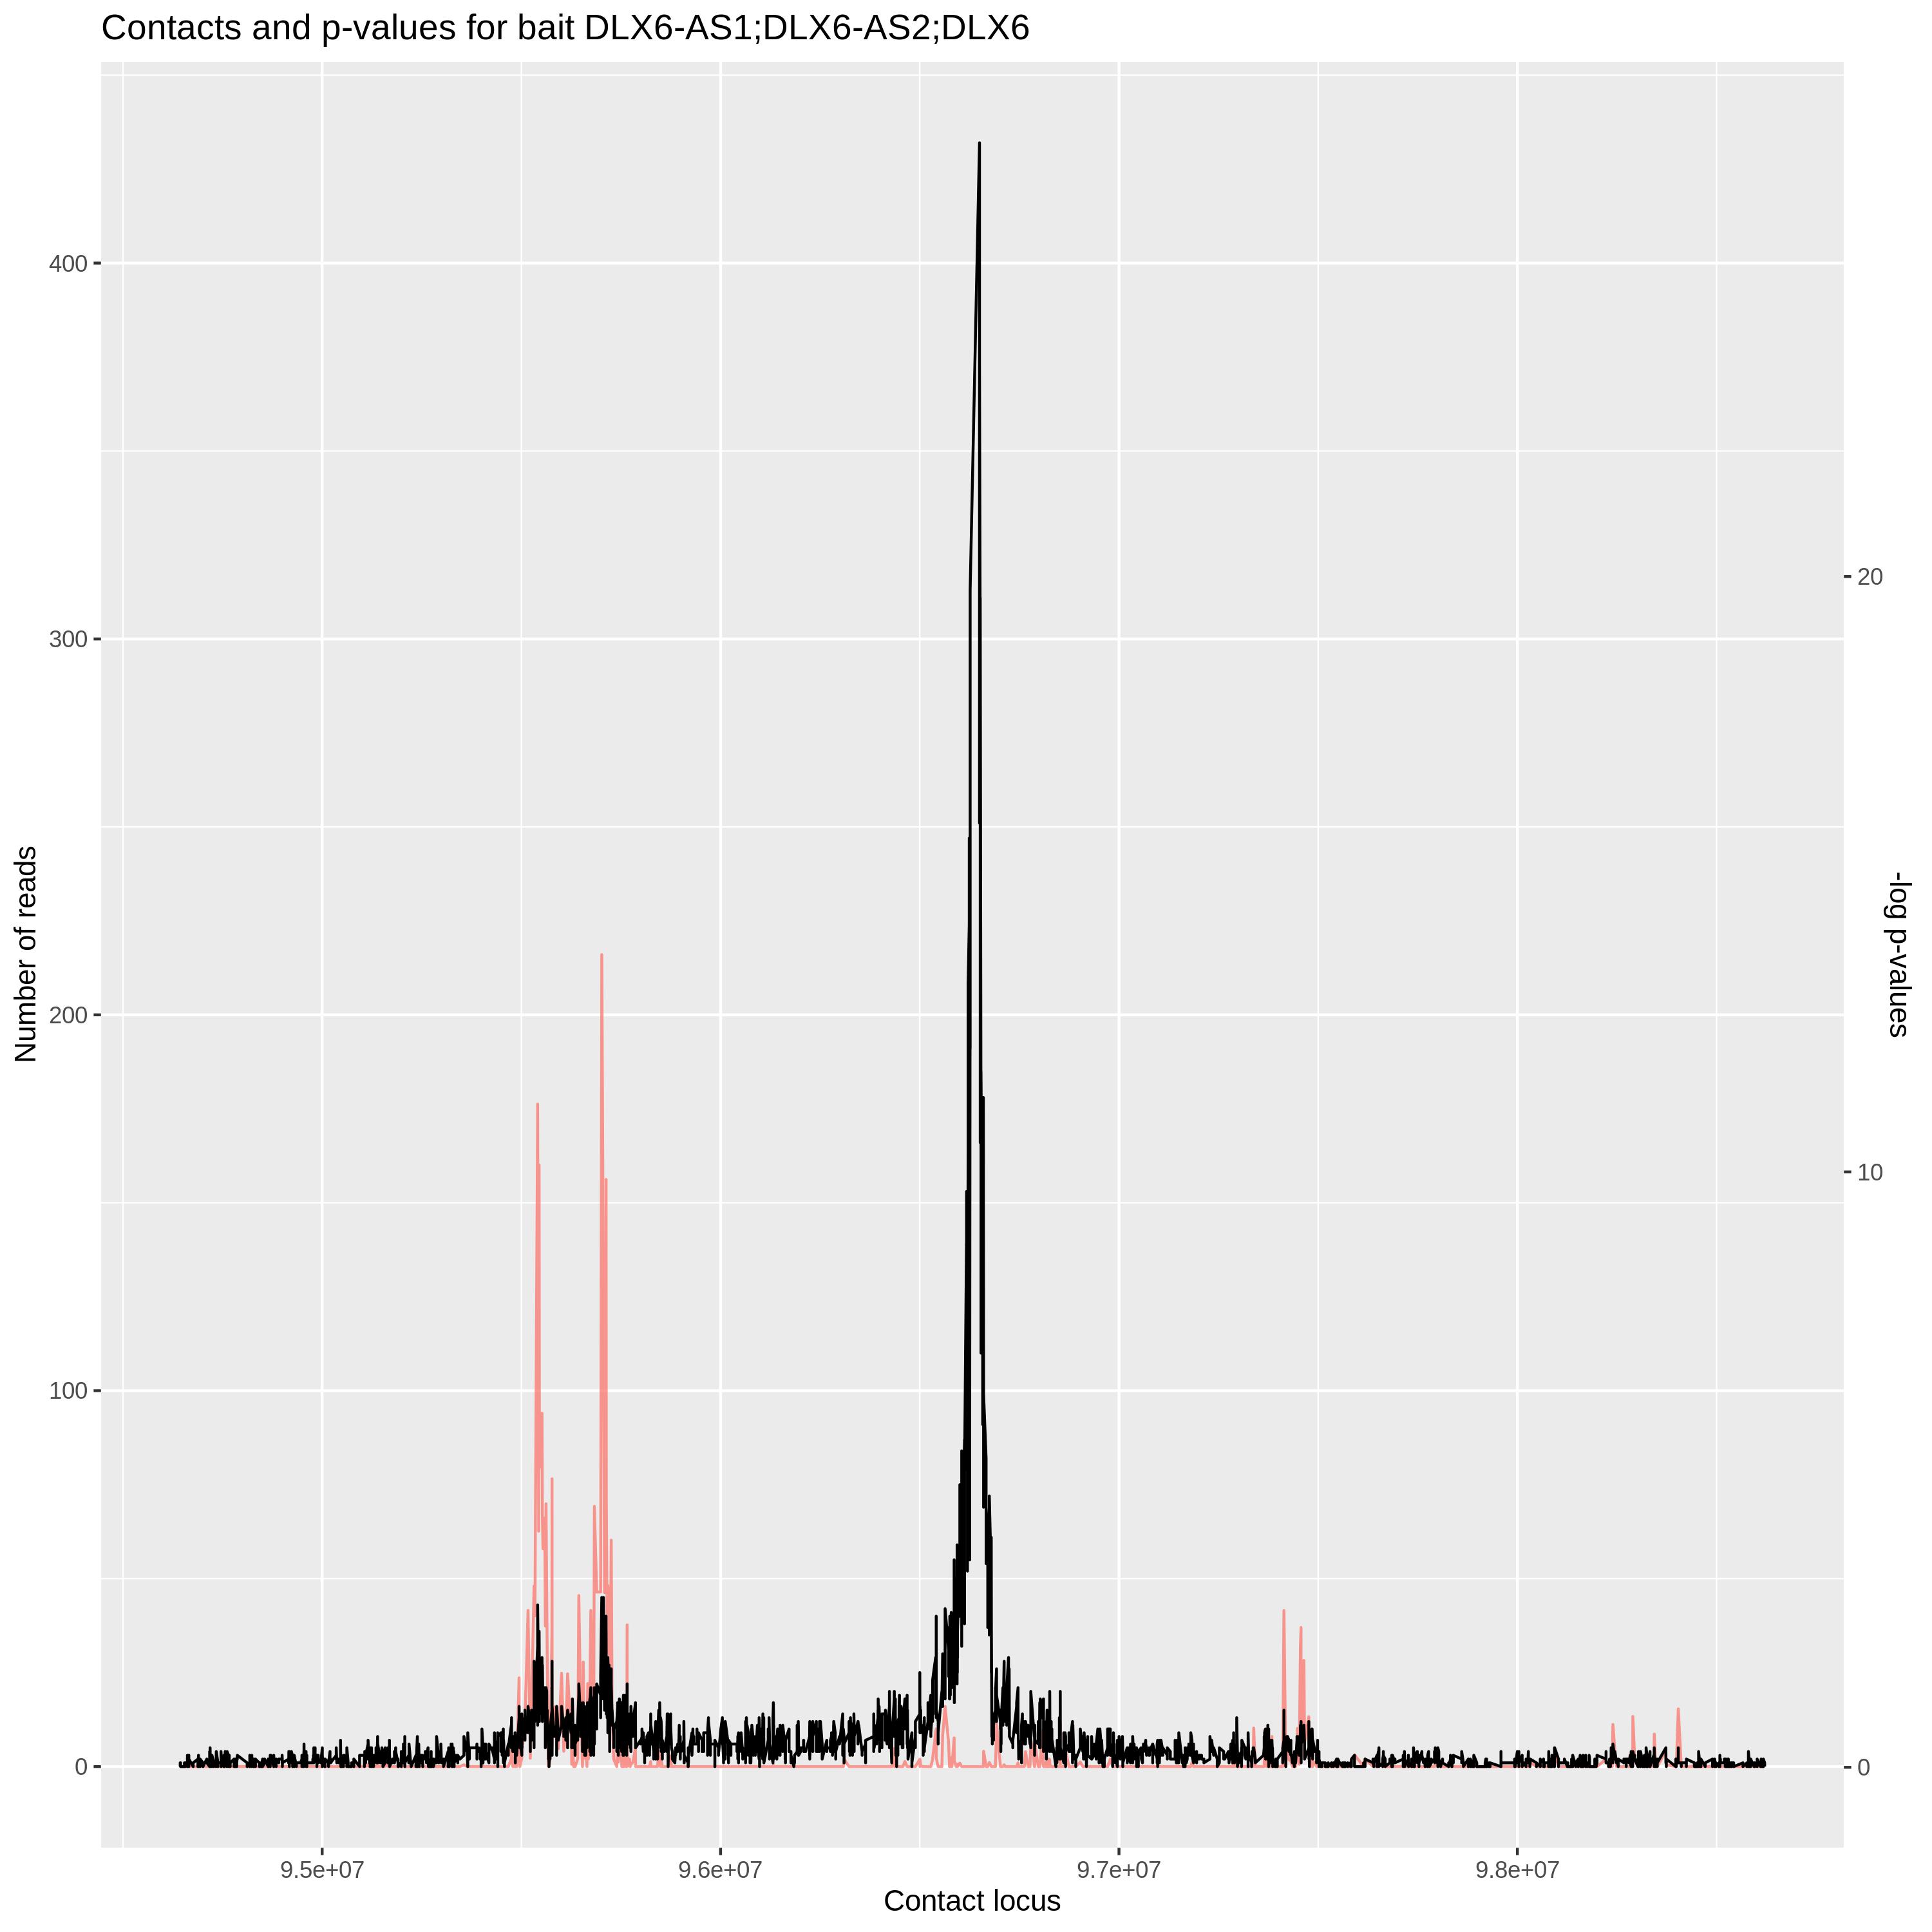 Contacts and p-values for bait DLX6-AS1;DLX6-AS2;DLX6
400
300
200
100
0
Number of reads
20
10
0
-log p-values
9.5e+07
9.6e+07
9.7e+07
9.8e+07
Contact locus